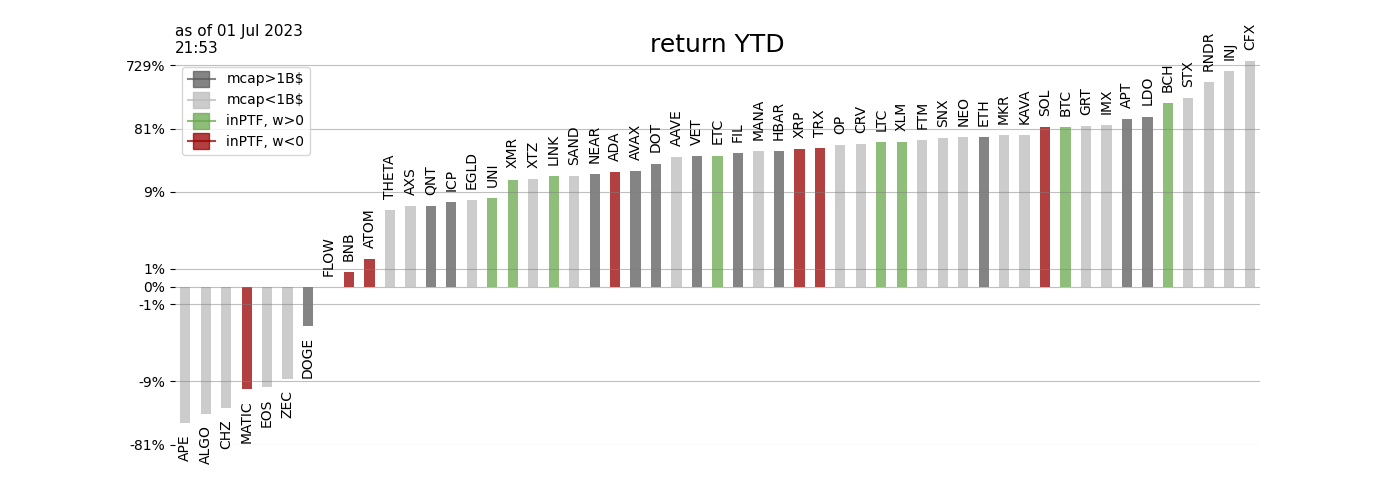 as of 01 Jul 2023
21:53
return YTD
729%
81%
9%
1%
0%
-1%
-9%
-81%
mcap>1B$
mcap<1B$
inPTF, w>0
inPTF, w<0
APE
ALGO
CHZ
MATIC
EOS
ZEC
DOGE
FLOW
BNB
ATOM
THETA
AXS
QNT
ICP
EGLD
UNI
XMR
XTZ
LINK
SAND
NEAR
ADA
AVAX
DOT
AAVE
VET
ETC
FIL
MANA
HBAR
XRP
TRX
OP
CRV
LTC
XLM
FTM
SNX
NEO
ETH
MKR
KAVA
SOL
BTC
GRT
IMX
APT
LDO
BCH
STX
RNDR
INJ
CFX